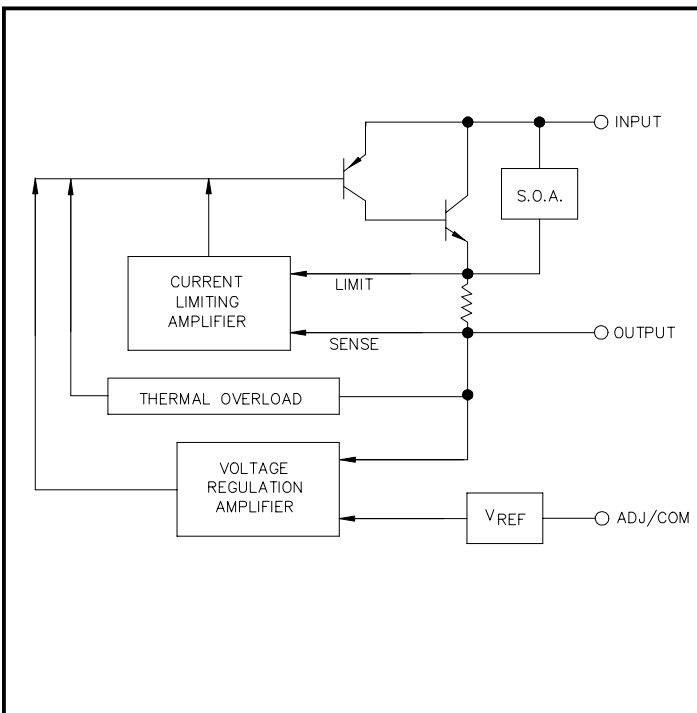 INPUT
S.O.A.
CURRENT
LIMITING
AMPLIFIER
LIMIT
SENSE
OUTPUT
THERMAL OVERLOAD
VOLTAGE
REGULATION
AMPLIFIER
VREF
ADJ/COM